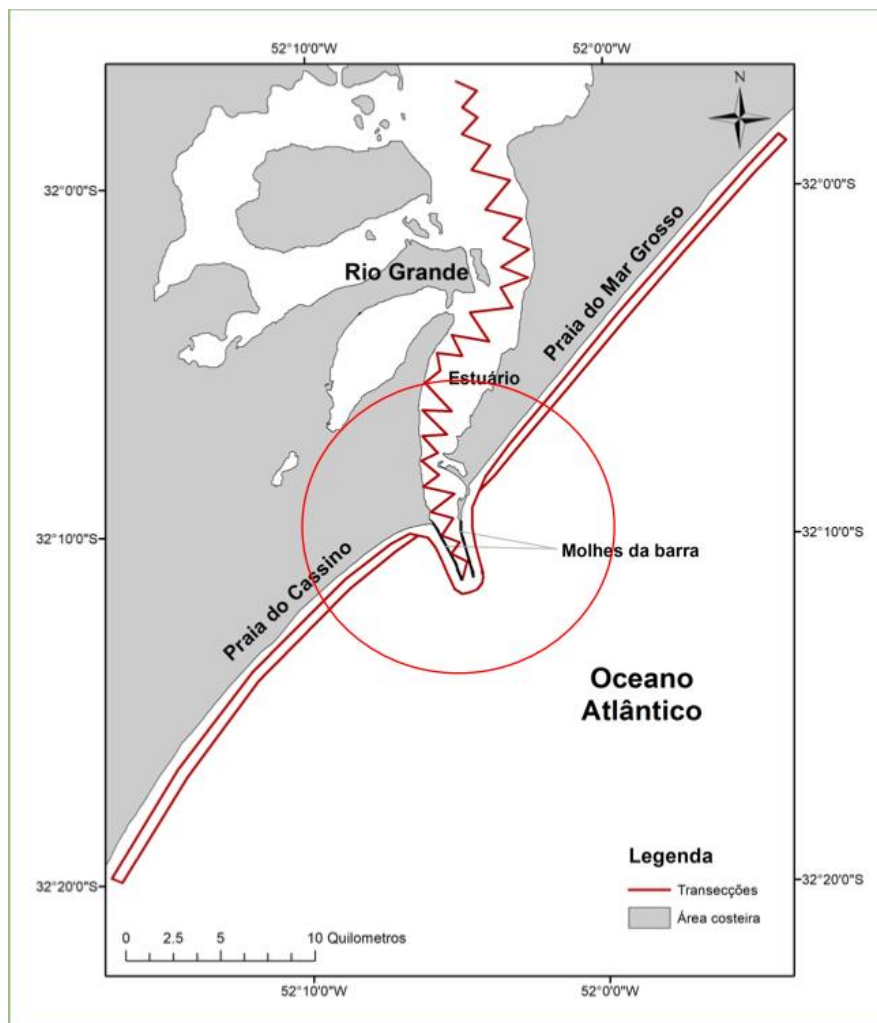 52°10'0"W
52°0'0"W
N
32°0'0"S
32°0'0"S
Praia do Mar Grosso
Rio Grande
Estuário
32°10'0"S
32°10'0"S
Molhes da barra
Praia do Cassino
Oceano
Atlântico
Legenda
Transecções
Área costeira
32°20'0"S
32°20'0"S
0 2.5 5 10 Quilometros
52°10'0"W
52°0'0"W